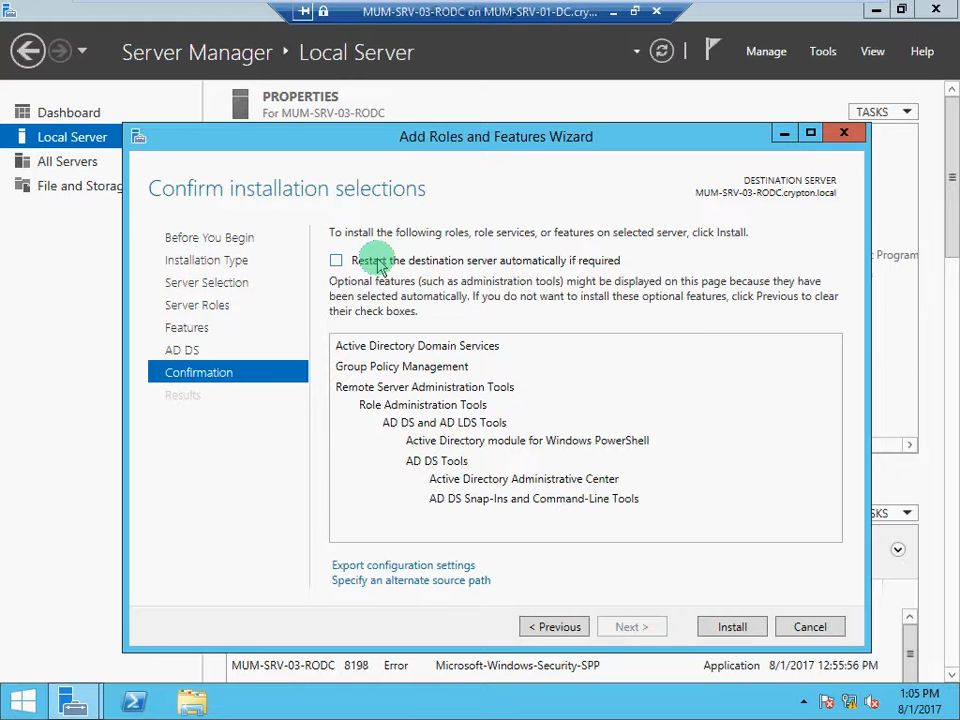 MUM-SRV-03-RODC on MUM-SRV-01-DC.cry...
Server Manager ‣ Local Server
Manage Tools View Help
Dashboard
Local Server
All Servers
File and Storag
PROPERTIES
For MUM-SRV-03-RODC
TASKS
Add Roles and Features Wizard
Confirm installation selections
DESTINATION SERVER
MUM-SRV-03-RODC.crypton.local
Before You Begin
Installation Type
Server Selection
Server Roles
Features
AD DS
Confirmation
Results
To install the following roles, role services, or features on selected server, click Install.
Restart the destination server automatically if required
Optional features (such as administration tools) might be displayed on this page because they have
been selected automatically. If you do not want to install these optional features, click Previous to clear
their check boxes.
Active Directory Domain Services
Group Policy Management
Remote Server Administration Tools
Role Administration Tools
AD DS and AD LDS Tools
Active Directory module for Windows PowerShell
AD DS Tools
Active Directory Administrative Center
AD DS Snap-Ins and Command-Line Tools
Export configuration settings
Specify an alternate source path
< Previous Next > Install Cancel
t Program
SKS
MUM-SRV-03-RODC 8198 Error Microsoft-Windows-Security-SPP Application 8/1/2017 12:55:56 PM
1:05 PM
8/1/2017